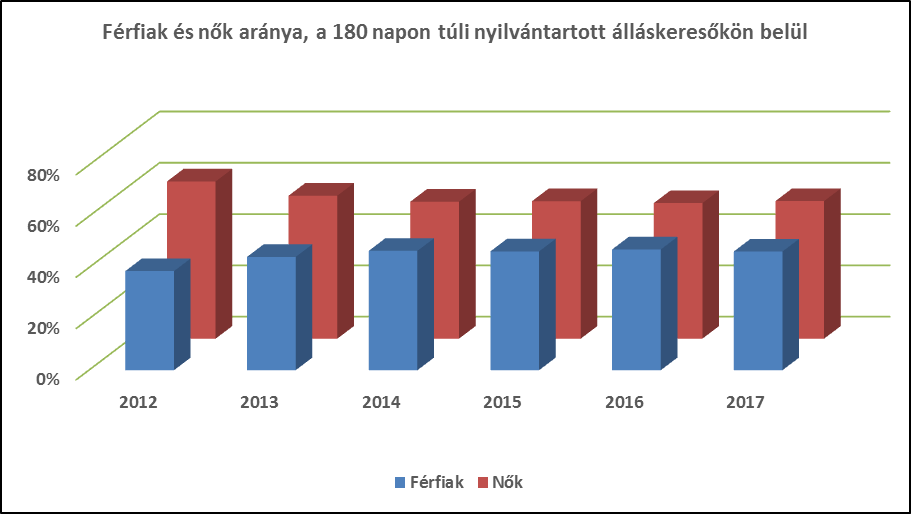 Férfiak és nők aránya, a 180 napon túli nyilvántartott álláskeresőkön belül
80%
60%
40%
20%
0%
2012 2013 2014 2015 2016 2017
Férfiak Nők